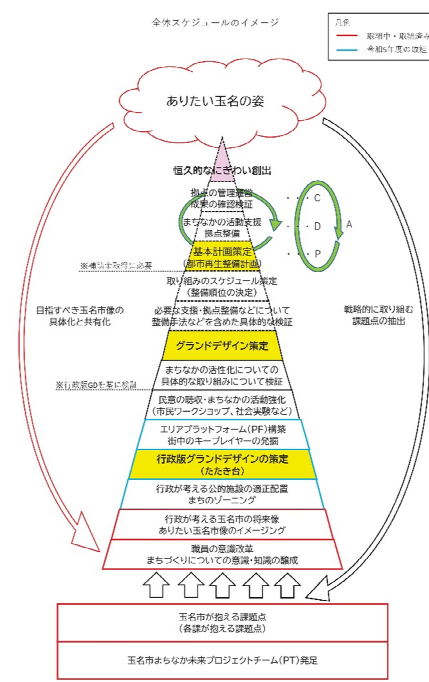 全体スケジュールのイメージ
凡例
取組中・取組済み
令和5年度の取組
ありたい玉名の姿
恒久的なにぎわい創出
拠点の管理運営
成果の確認検証
まちなかの活動支援
拠点整備
・・・C
・・・D
・・・P
A
基本計画策定
(都市再生整備計画)
※補助金取得に必要
取り組みのスケジュール策定
(整備順位の決定)
目指すべき玉名市像の
具体化と共有化
必要な支援・拠点整備などについて
整備手法などを含めた具体的な検証
戦略的に取り組む
課題点の抽出
グランドデザイン策定
まちなかの活性化についての
具体的な取り組みについて検証
※行政版GDを基に検討
民意の聴収・まちなかの活動強化
(市民ワークショップ、社会実験など)
エリアプラットフォーム(PF)構築
街中のキープレイヤーの発掘
行政版グランドデザインの策定
(たたき台)
行政が考える公的施設の適正配置
まちのゾーニング
行政が考える玉名市の将来像
ありたい玉名市像のイメージング
職員の意識改革
まちづくりについての意識・知識の醸成
玉名市が抱える課題点
(各課が抱える課題点)
玉名市まちなか未来プロジェクトチーム(PT)発足